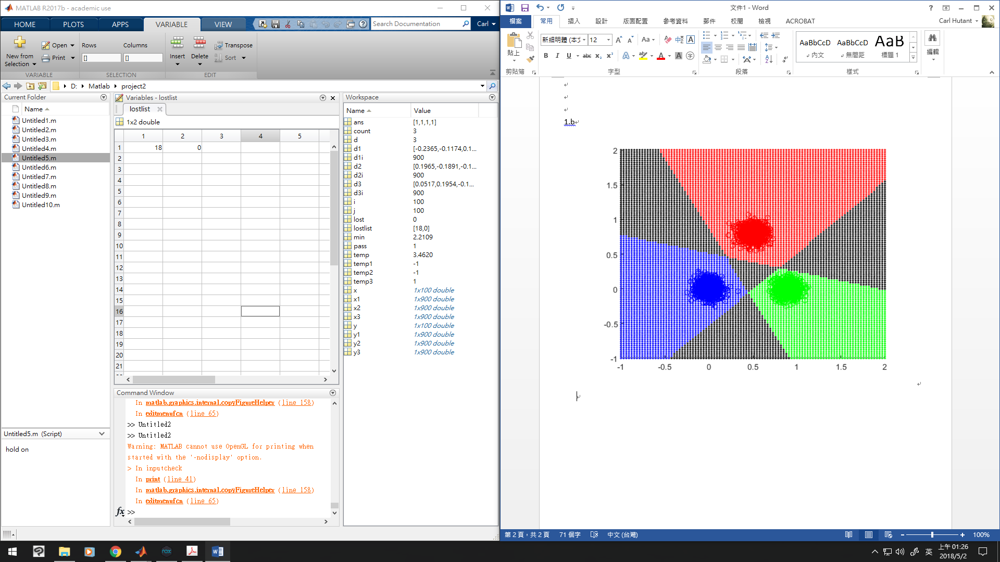 MATLAB R2017b - academic use
HOME PLOTS APPS VARIABLE VIEW
Search Documentation
Carl
New from Selection
Open
Print
Rows
Columns
[]
[]
Insert
Delete
Transpose
Sort
VARIABLE SELECTION EDIT
D: Matlab project2
Current Folder
Name
Untitled1.m
Untitled2.m
Untitled3.m
Untitled4.m
Untitled5.m
Untitled6.m
Untitled7.m
Untitled8.m
Untitled9.m
Untitled10.m
Untitled5.m (Script)
hold on
Variables - lostlist
lostlist
1x2 double
1 2 3 4 5
1 18 0
2
3
4
5
6
7
8
9
10
11
12
13
14
15
16
17
18
19
20
21
Command Window
In matlab.graphics.internal.copyFigureHelper (line 158)
In editmenufcn (line 65)
>> Untitled2
>> Untitled2
Warning: MATLAB cannot use OpenGL for printing when
started with the '-nodisplay' option.
> In inputcheck
In print (line 41)
In matlab.graphics.internal.copyFigureHelper (line 158)
In editmenufcn (line 65)
fx >>
Workspace
Name Value
ans [1,1,1,1]
count 3
d 3
d1 [-0.2365,-0.1174,0.1...
d1i 900
d2 [0.1965,-0.1891,-0.1...
d2i 900
d3 [0.0517,0.1954,-0.1...
d3i 900
i 100
j 100
lost 0
lostlist [18,0]
min 2.2109
pass 1
temp 3.4620
temp1 -1
temp2 -1
temp3 1
x 1x100 double
x1 1x900 double
x2 1x900 double
x3 1x900 double
y 1x100 double
y1 1x900 double
y2 1x900 double
y3 1x900 double
文件1 - Word
檔案 常用 插入 設計 版面配置 參考資料 郵件 校閱 檢視 ACROBAT
Carl Hutant
貼上
新細明體 (本文
12
B I U abc x₂ x²
AaBbCcD AaBbCcD AaB
內文 無間距 標題 1
編輯
剪貼簿 字型 段落 樣式
1.b
2
1.5
1
0.5
0
-0.5
-1
-1 -0.5 0 0.5 1 1.5 2
第 2 頁，共 2 頁 71 個字 中文 (台灣)
100%
英
上午 01:26
2018/5/2